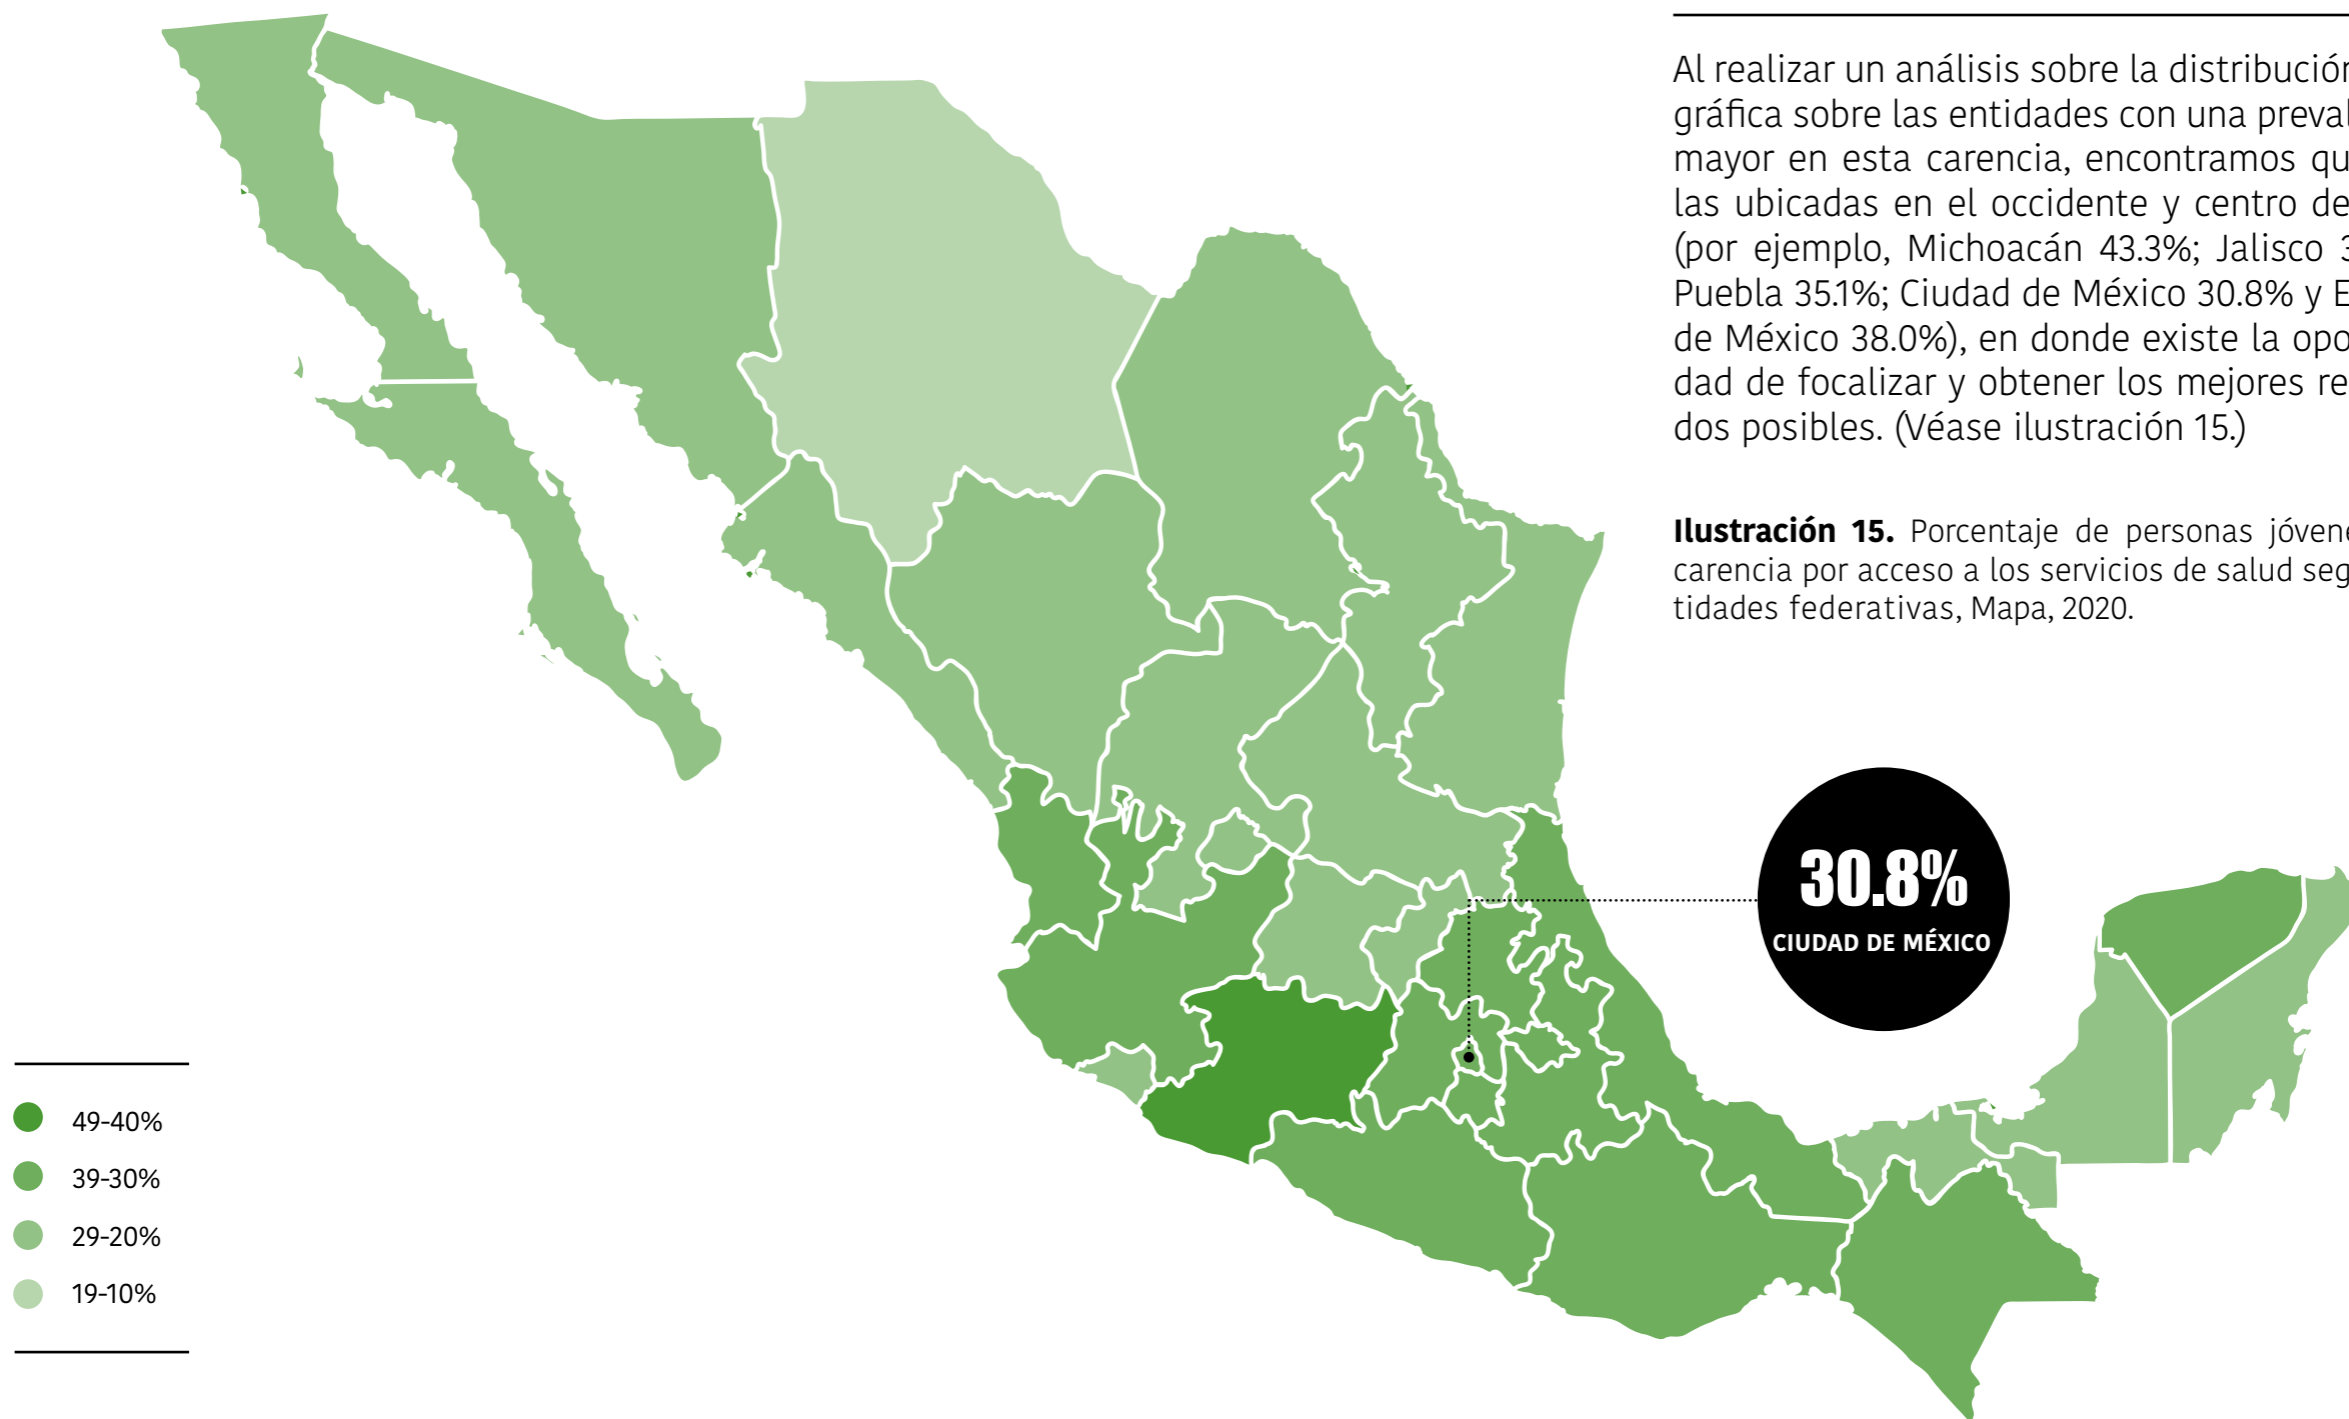 Al realizar un análisis sobre la distribución
gráfica sobre las entidades con una preval
mayor en esta carencia, encontramos qu
las ubicadas en el occidente y centro de
(por ejemplo, Michoacán 43.3%; Jalisco 3
Puebla 35.1%; Ciudad de México 30.8% y E
de México 38.0%), en donde existe la opo
dad de focalizar y obtener los mejores re
dos posibles. (Véase ilustración 15.)
Ilustración 15. Porcentaje de personas jóvene
carencia por acceso a los servicios de salud seg
tidades federativas, Mapa, 2020.
30.8%
CIUDAD DE MÉXICO
49-40%
39-30%
29-20%
19-10%